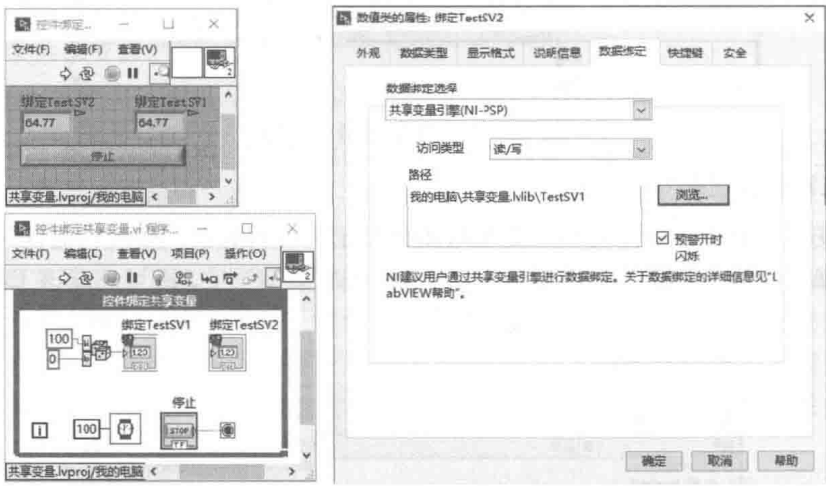 控件绑定...
文件(F) 编辑(F) 查看(V)
2
绑定TestSV2 绑定TestSV1
64.77 64.77
停止
共享变量.lvproj/我的电脑
控件绑定共享变量.vi 程序...
文件(F) 编辑(E) 查看(V) 项目(P) 操作(O)
2
控件绑定共享变量
绑定TestSV1 绑定TestSV2
100
0
1.23 1.23
停止
i 100 STOP
TF
共享变量.lvproj/我的电脑
数值类的属性: 绑定TestSV2
外观 数据类型 显示格式 说明信息 数据绑定 快捷键 安全
数据绑定选择
共享变量引擎(NI-PSP)
访问类型 读/写
路径
我的电脑\共享变量.lvlib\TestSV1
浏览...
预警开时
闪烁
NI建议用户通过共享变量引擎进行数据绑定。关于数据绑定的详细信息见"L
abVIEW帮助"。
确定 取消 帮助